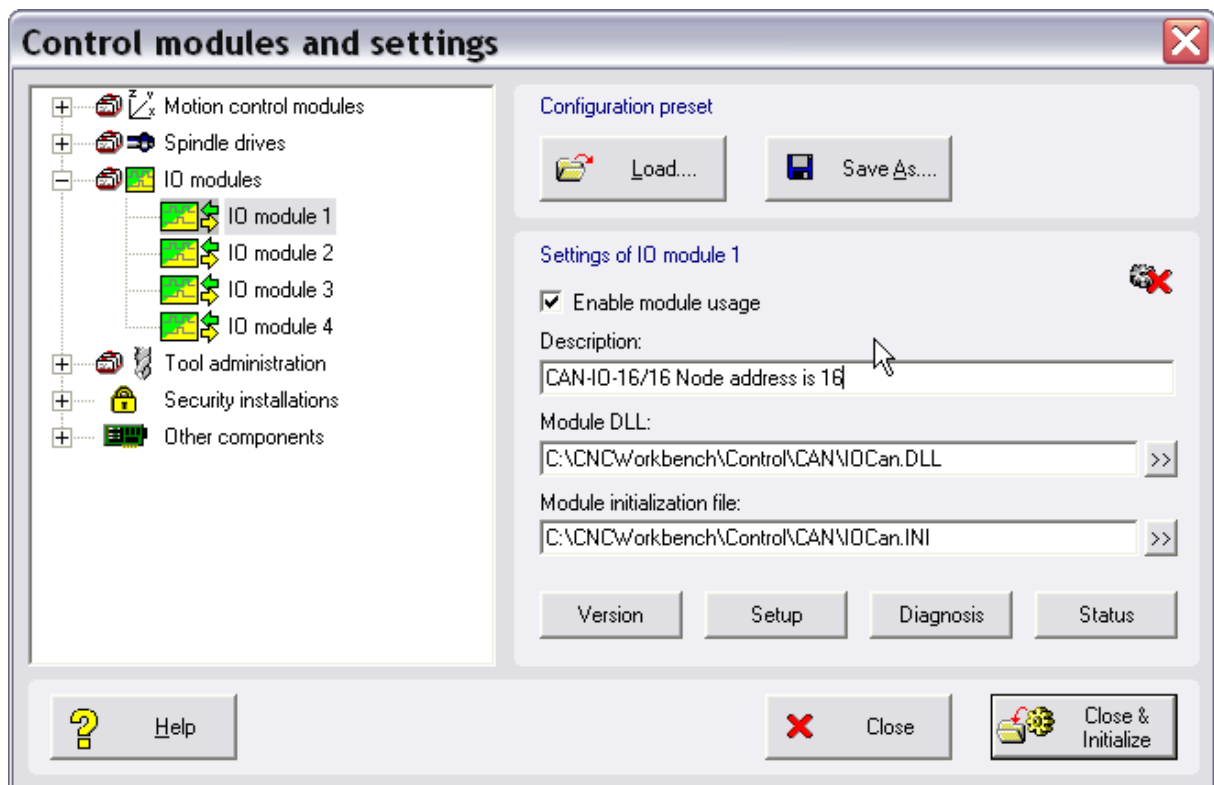 Control modules and settings
Motion control modules
Spindle drives
IO modules
IO module 1
IO module 2
IO module 3
IO module 4
Tool administration
Security installations
Other components
Configuration preset
Load....
Save As....
Settings of IO module 1
Enable module usage
Description:
CAN-IO-16/16 Node address is 16
Module DLL:
C:\CNCWorkbench\Control\CAN\IOCan.DLL
>>
Module initialization file:
C:\CNCWorkbench\Control\CAN\IOCan.INI
>>
Version
Setup
Diagnosis
Status
Help
Close
Close &
Initialize